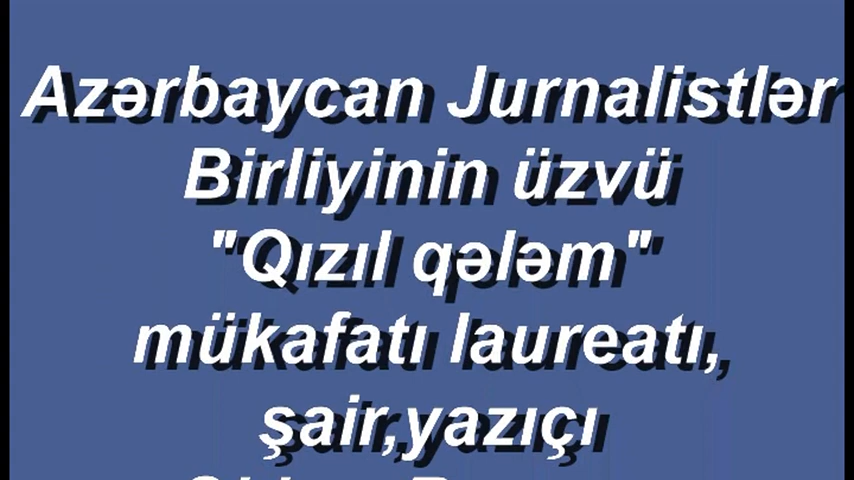 Azərbaycan Jurnalistlər
Birliyinin üzvü
"Qızıl qələm"
mükafatı laureatı,
şair,yazıçı